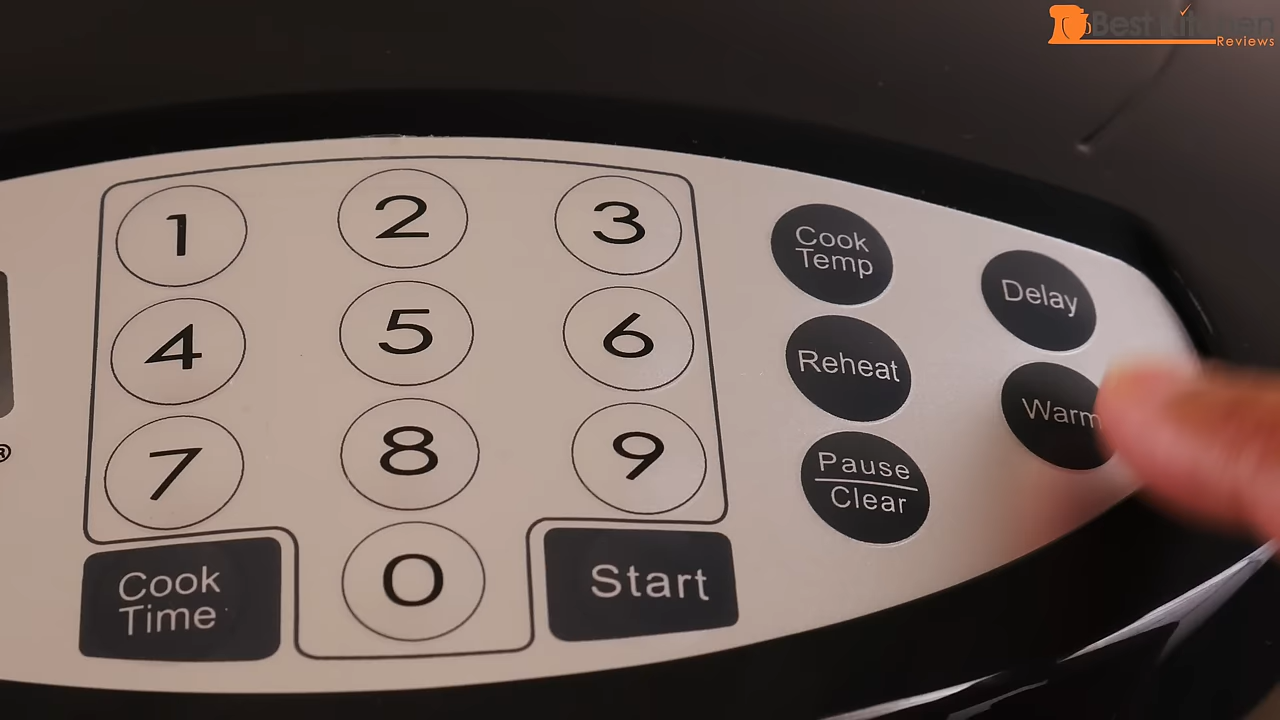 Best Kitchen
Reviews
1
2
3
4
5
6
7
8
9
0
Cook
Time
Start
Cook
Temp
Reheat
Pause
Clear
Delay
Warm
®